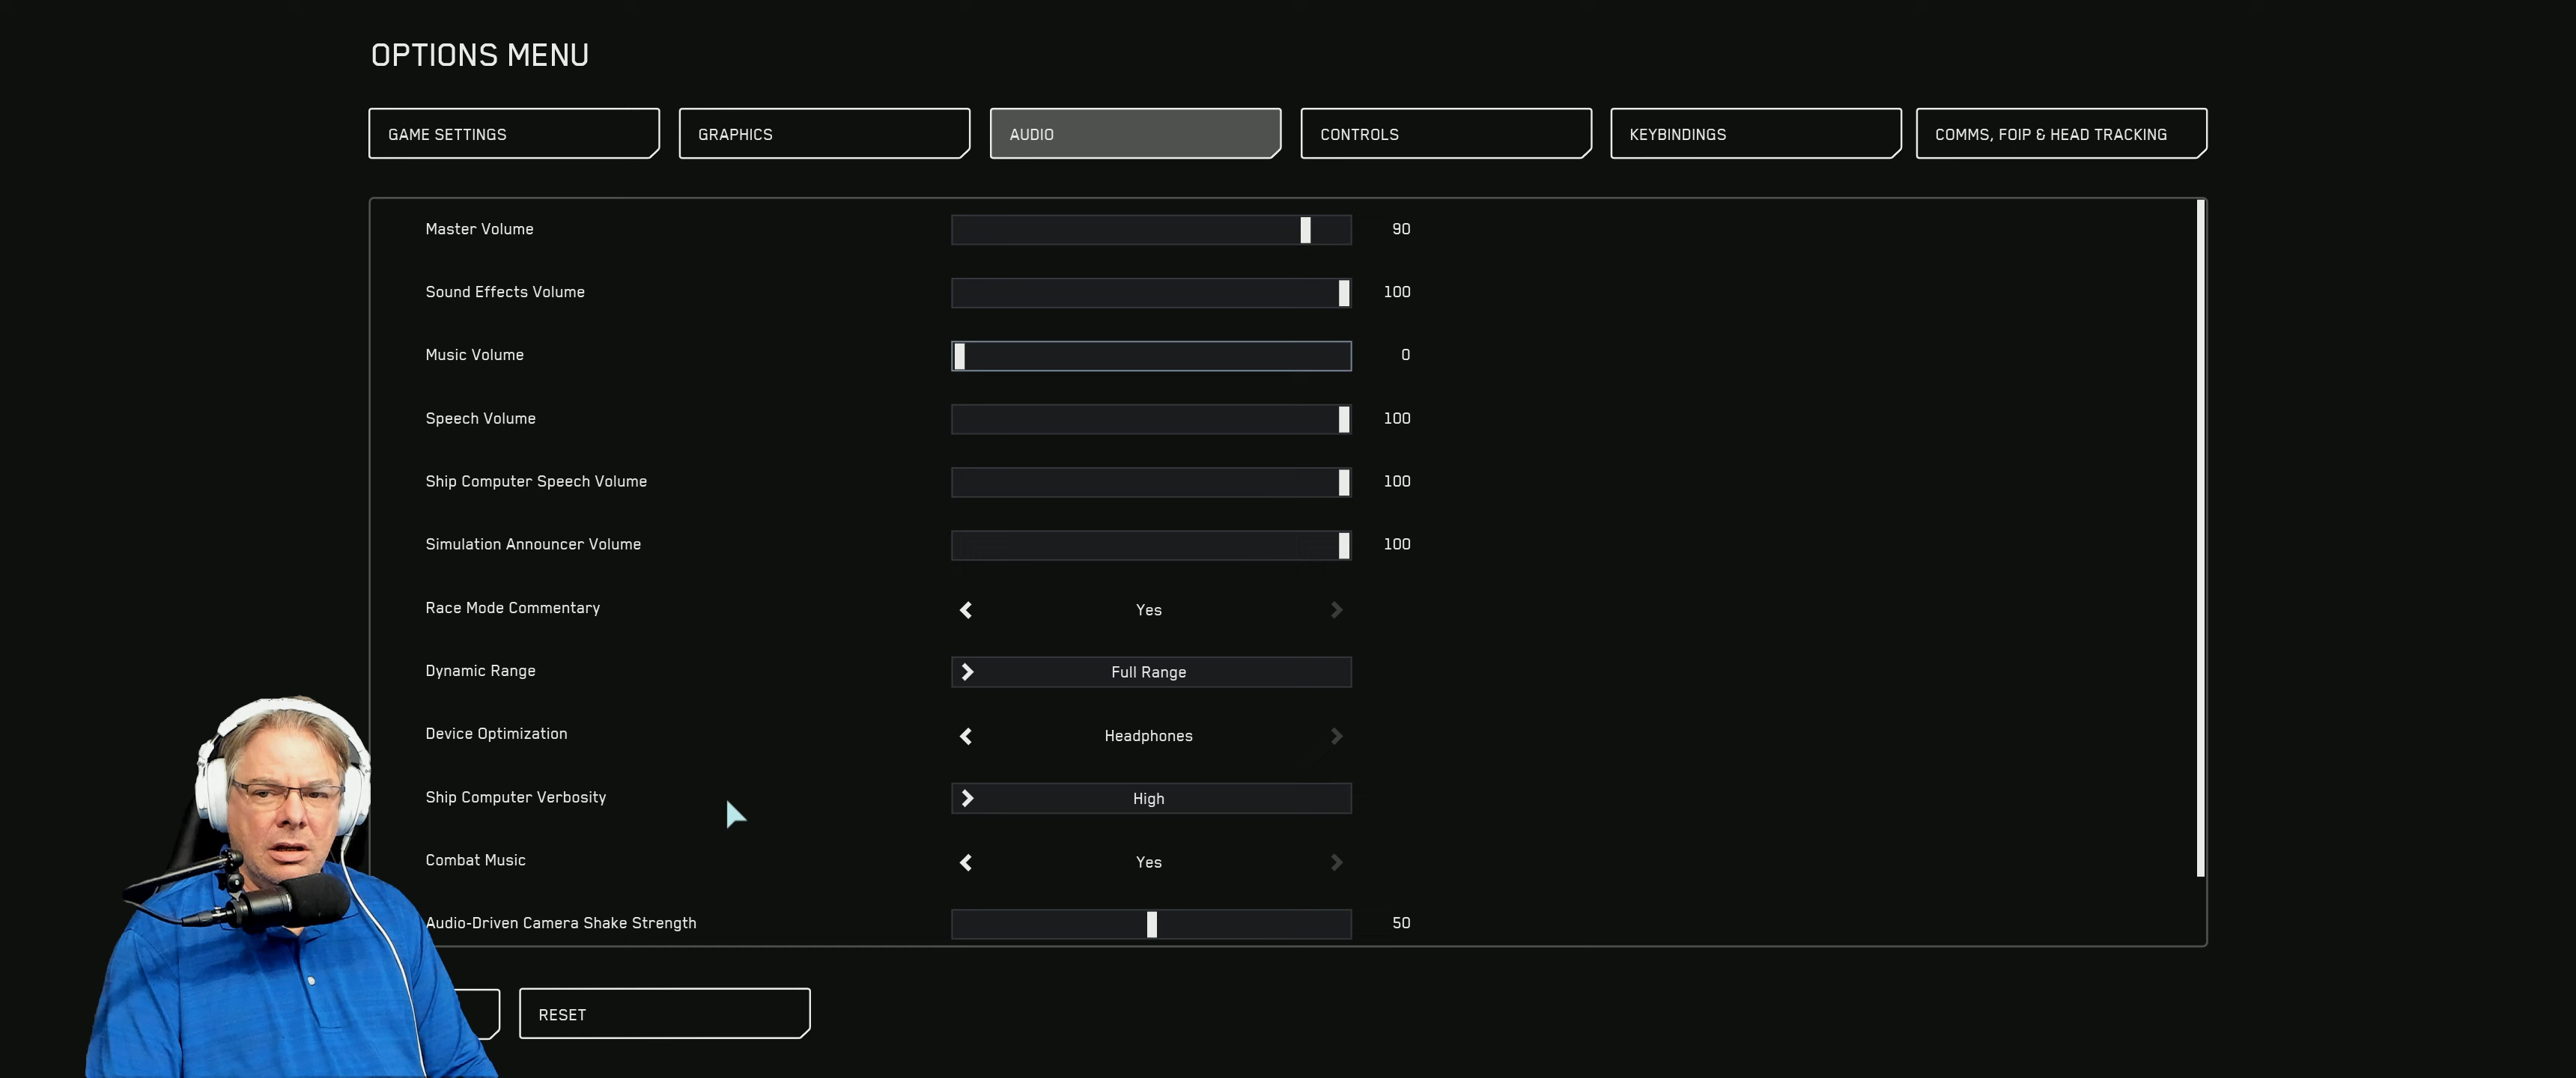 OPTIONS MENU
GAME SETTINGS
GRAPHICS
AUDIO
CONTROLS
KEYBINDINGS
COMMS, FOIP & HEAD TRACKING
Master Volume 90
Sound Effects Volume 100
Music Volume 0
Speech Volume 100
Ship Computer Speech Volume 100
Simulation Announcer Volume 100
Race Mode Commentary Yes
Dynamic Range Full Range
Device Optimization Headphones
Ship Computer Verbosity High
Combat Music Yes
Audio-Driven Camera Shake Strength 50
RESET